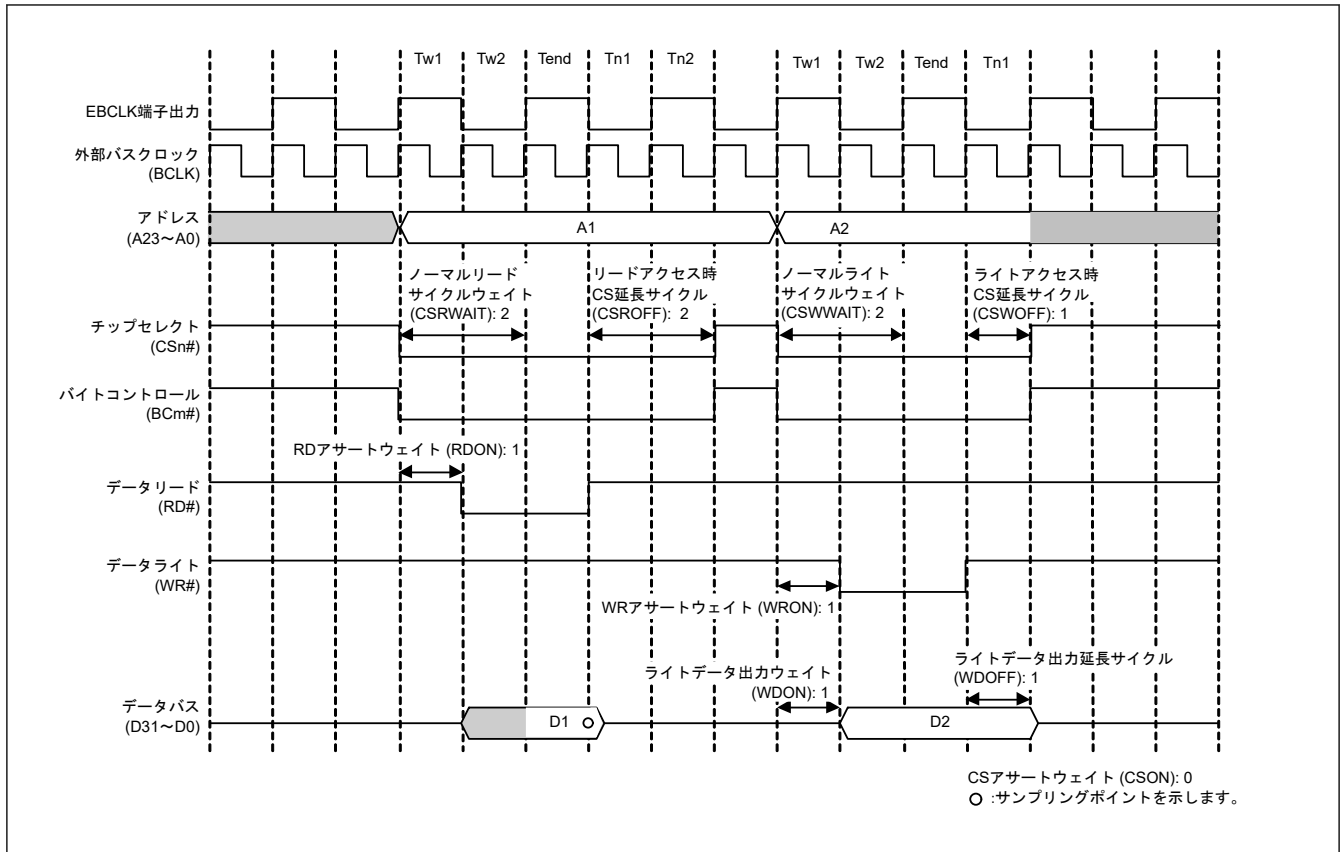 Tw1 Tw2 Tend Tn1 Tn2 Tw1 Tw2 Tend Tn1
EBCLK端子出力
外部バスクロック
(BCLK)
アドレス
(A23～A0)
A1 A2
ノーマルリード
サイクルウェイト
(CSRWAIT): 2
リードアクセス時
CS延長サイクル
(CSROFF): 2
ノーマルライト
サイクルウェイト
(CSWWAIT): 2
ライトアクセス時
CS延長サイクル
(CSWOFF): 1
チップセレクト
(CSn#)
バイトコントロール
(BCm#)
RDアサートウェイト (RDON): 1
データリード
(RD#)
データライト
(WR#)
WRアサートウェイト (WRON): 1
ライトデータ出力ウェイト
(WDON): 1
ライトデータ出力延長サイクル
(WDOFF): 1
データバス
(D31～D0)
D1 D2
CSアサートウェイト (CSON): 0
○ :サンプリングポイントを示します。